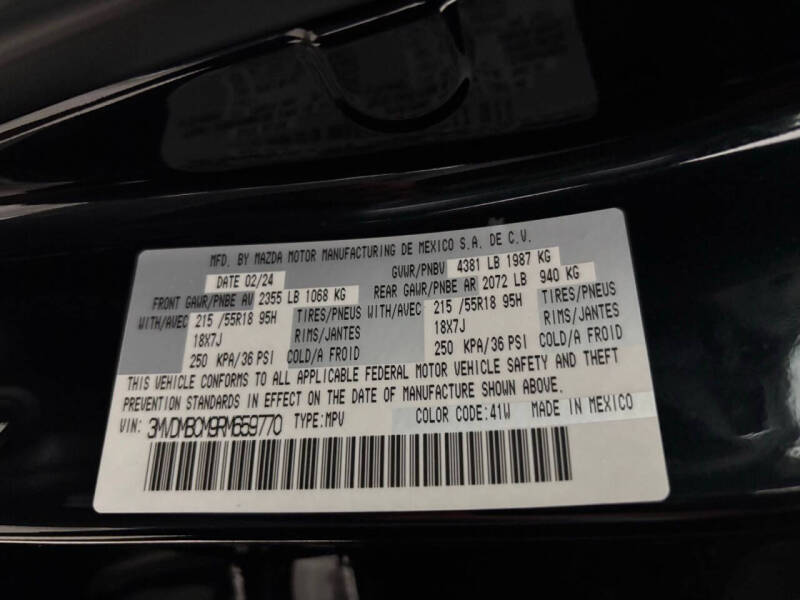 MFD. BY MAZDA MOTOR MANUFACTURING DE MEXICO S.A. DE C.V.
DATE 02/24 GVWR/PNBV 4381 LB 1987 KG
FRONT GAWR/PNBE AV 2355 LB 1068 KG REAR GAWR/PNBE AR 2072 LB 940 KG
WITH/AVEC 215 /55R18 95H TIRES/PNEUS WITH/AVEC 215 /55R18 95H TIRES/PNEUS
18X7J RIMS/JANTES 18X7J RIMS/JANTES
250 KPA/36 PSI COLD/A FROID 250 KPA/36 PSI COLD/A FROID
THIS VEHICLE CONFORMS TO ALL APPLICABLE FEDERAL MOTOR VEHICLE SAFETY AND THEFT
PREVENTION STANDARDS IN EFFECT ON THE DATE OF MANUFACTURE SHOWN ABOVE.
VIN: 3MVDMBCM9RM659770 TYPE:MPV COLOR CODE:41W MADE IN MEXICO